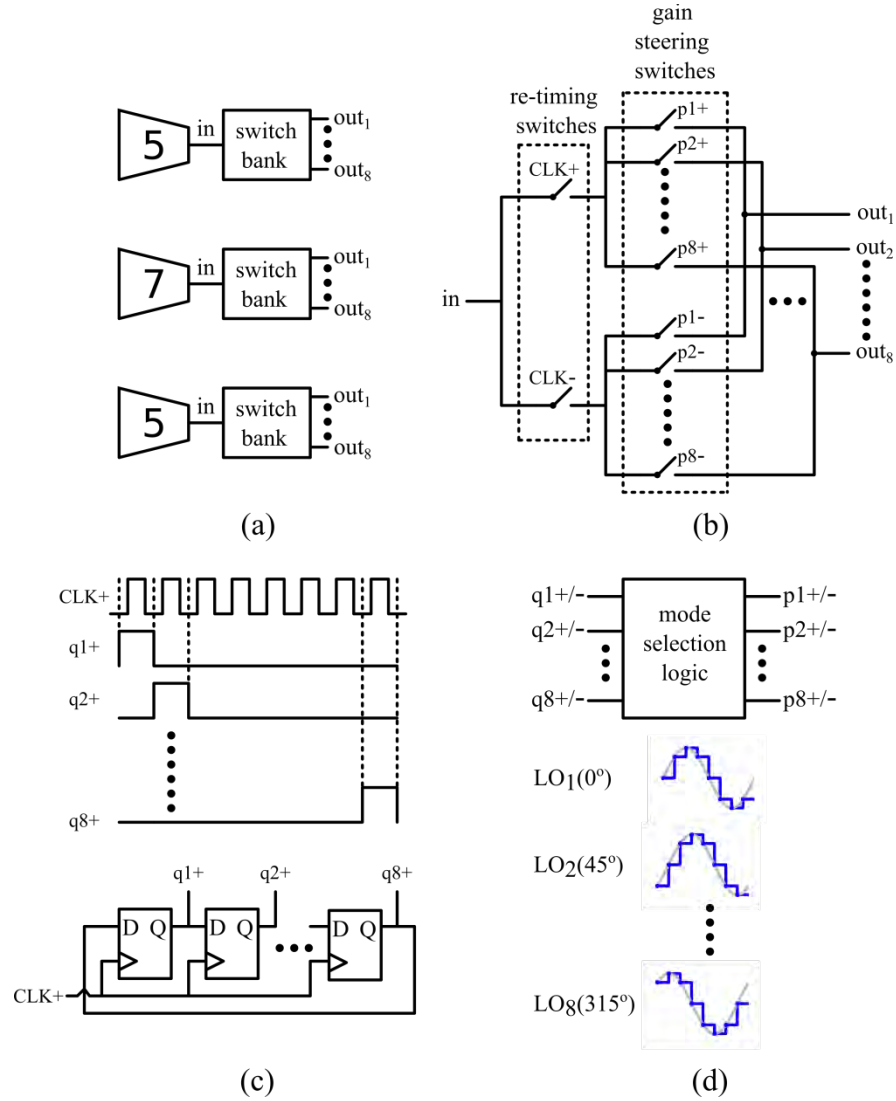 5 in switch bank out1 out8
7 in switch bank out1 out8
5 in switch bank out1 out8
(a)
gain
steering
switches
re-timing
switches
CLK+
p1+
p2+
p8+
in
CLK-
p1-
p2-
p8-
out1
out2
out8
(b)
CLK+
q1+
q2+
q8+
q1+ q2+ q8+
D Q D Q D Q
CLK+
(c)
q1+/- p1+/-
q2+/- p2+/-
q8+/- p8+/-
mode
selection
logic
LO1(0º)
LO2(45º)
LO8(315º)
(d)